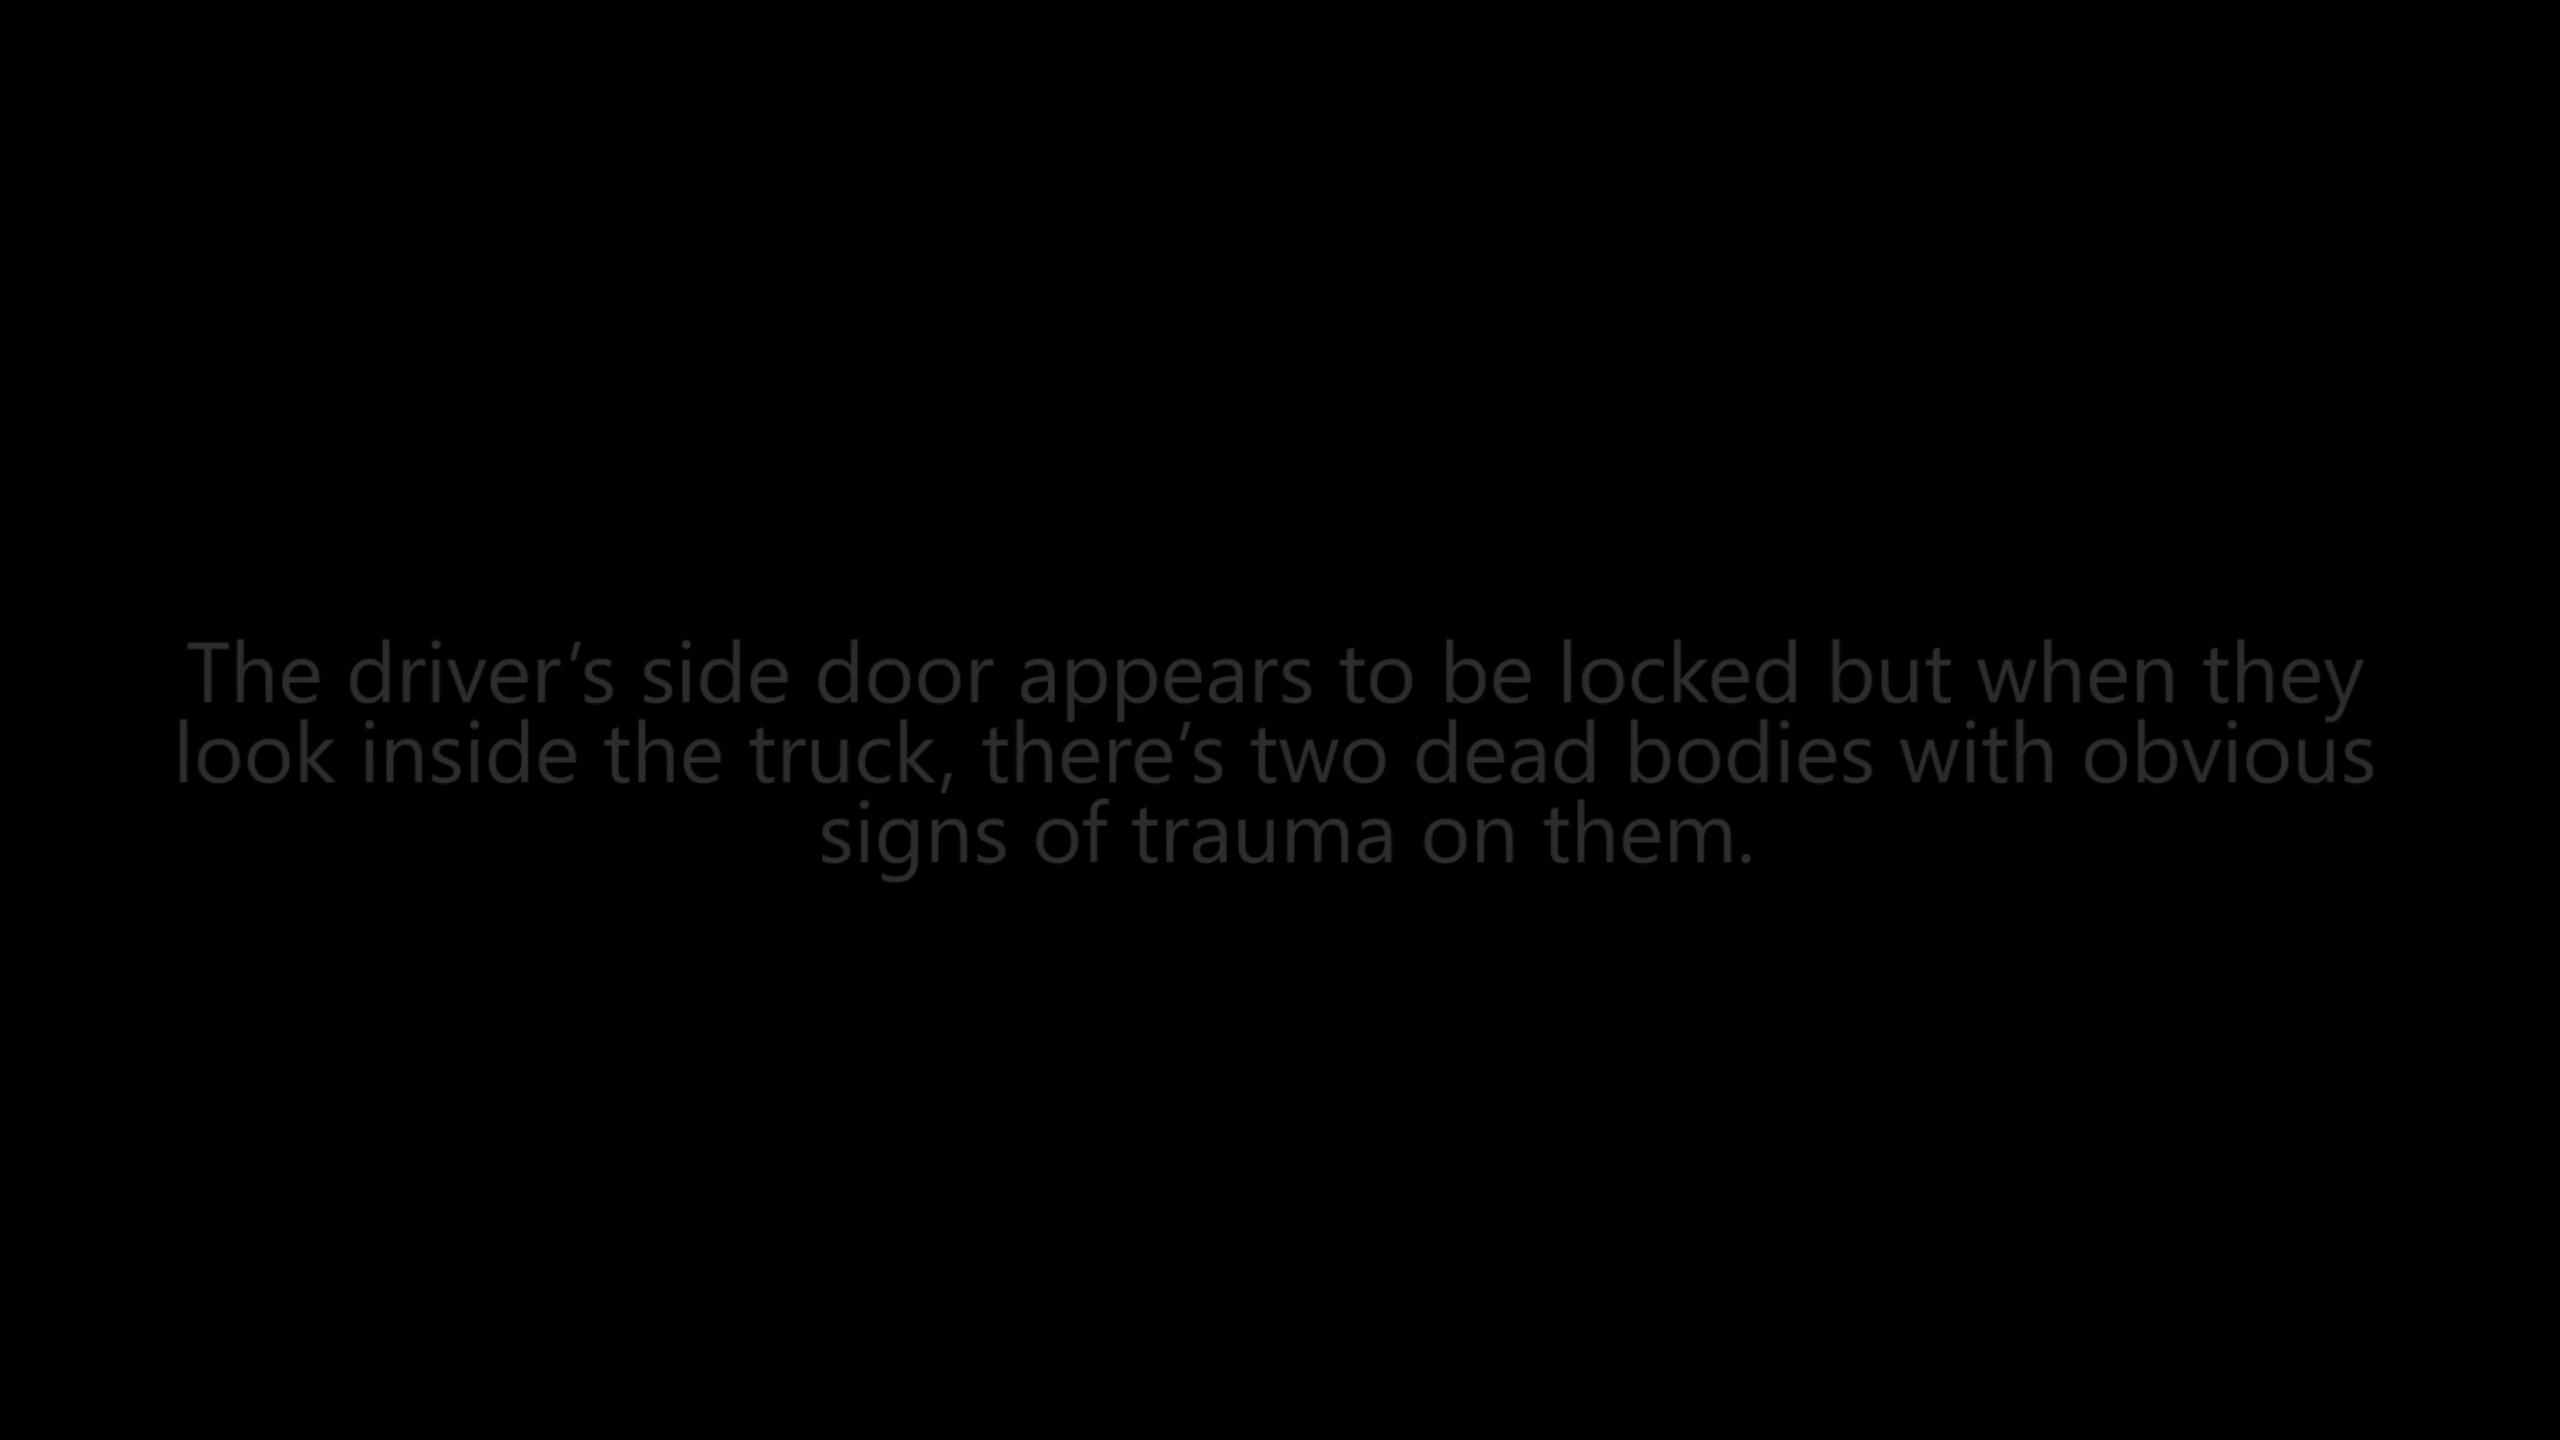 The driver’s side door appears to be locked but when they
look inside the truck, there’s two dead bodies with obvious
signs of trauma on them.